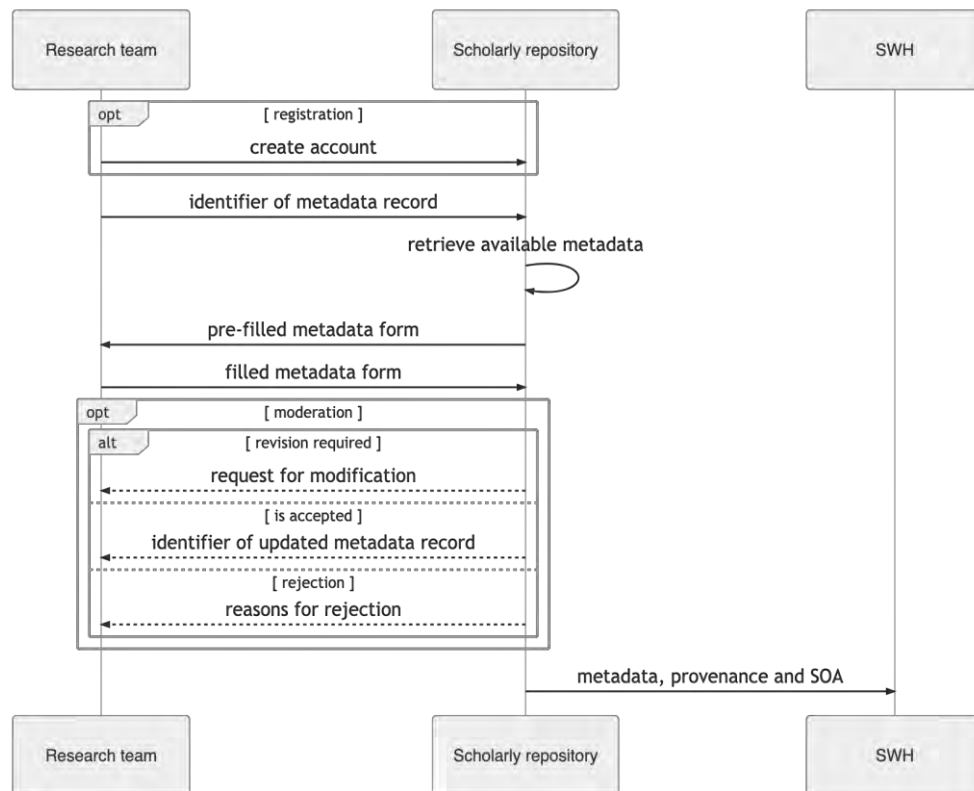 Research team
Scholarly repository
SWH
opt
[ registration ]
create account
identifier of metadata record
retrieve available metadata
pre-filled metadata form
filled metadata form
opt
[ moderation ]
alt
[ revision required ]
request for modification
[ is accepted ]
identifier of updated metadata record
[ rejection ]
reasons for rejection
metadata, provenance and SOA
Research team
Scholarly repository
SWH